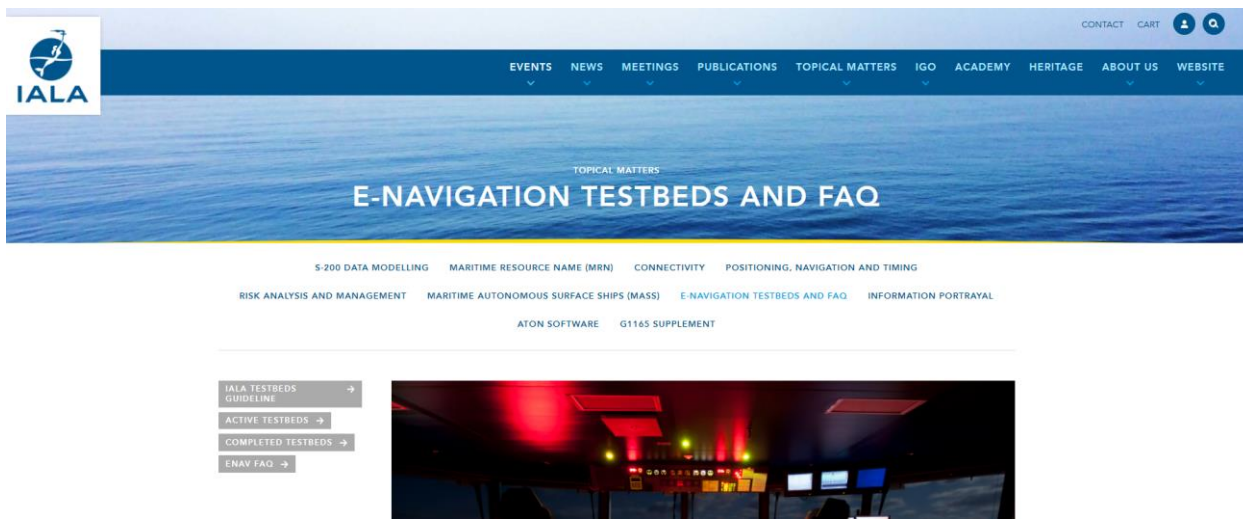 CONTACT CART
IALA
EVENTS NEWS MEETINGS PUBLICATIONS TOPICAL MATTERS IGO ACADEMY HERITAGE ABOUT US WEBSITE
TOPICAL MATTERS
E-NAVIGATION TESTBEDS AND FAQ
S-200 DATA MODELLING MARITIME RESOURCE NAME (MRN) CONNECTIVITY POSITIONING, NAVIGATION AND TIMING
RISK ANALYSIS AND MANAGEMENT MARITIME AUTONOMOUS SURFACE SHIPS (MASS) E-NAVIGATION TESTBEDS AND FAQ INFORMATION PORTRAYAL
ATON SOFTWARE G1165 SUPPLEMENT
IALA TESTBEDS
GUIDELINE
ACTIVE TESTBEDS
COMPLETED TESTBEDS
ENAV FAQ